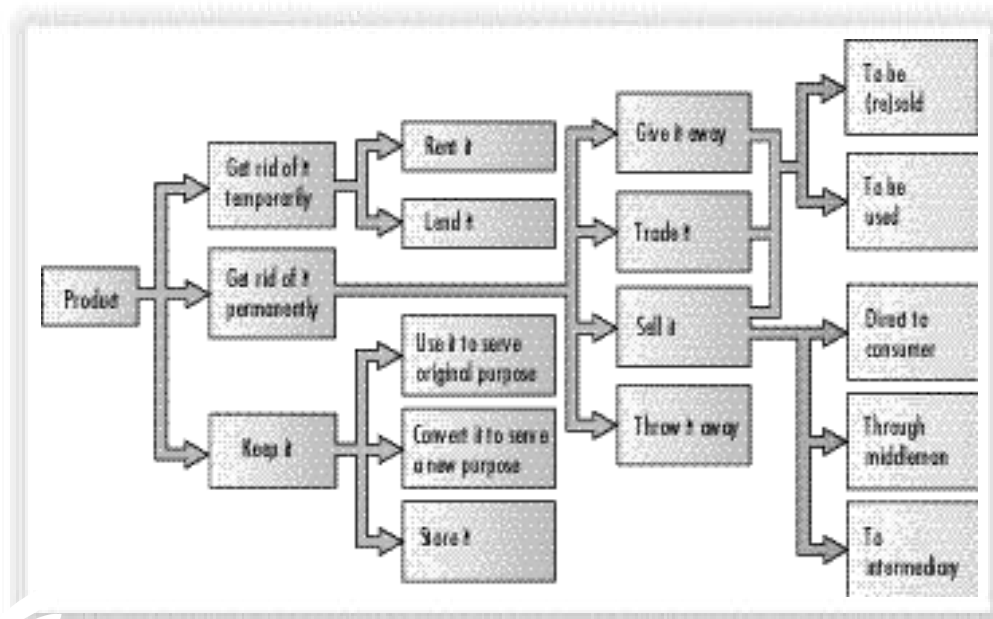 Product
Get rid of it
temporarily
Get rid of it
permanently
Keep it
Rent it
Lend it
Use it to serve
original purpose
Convert it to serve
a new purpose
Store it
Give it away
Trade it
Sell it
Throw it away
To be
(re)sold
To be
used
Direct to
consumer
Through
middleman
To
intermediary